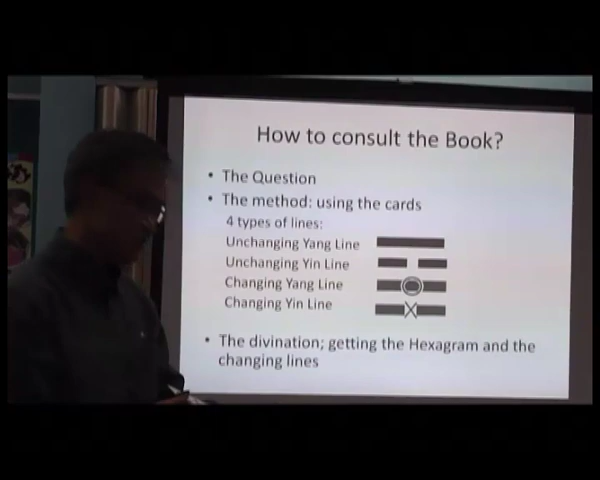 How to consult the Book?
• The Question
• The method: using the cards
4 types of lines:
Unchanging Yang Line
Unchanging Yin Line
Changing Yang Line
Changing Yin Line
• The divination; getting the Hexagram and the
changing lines